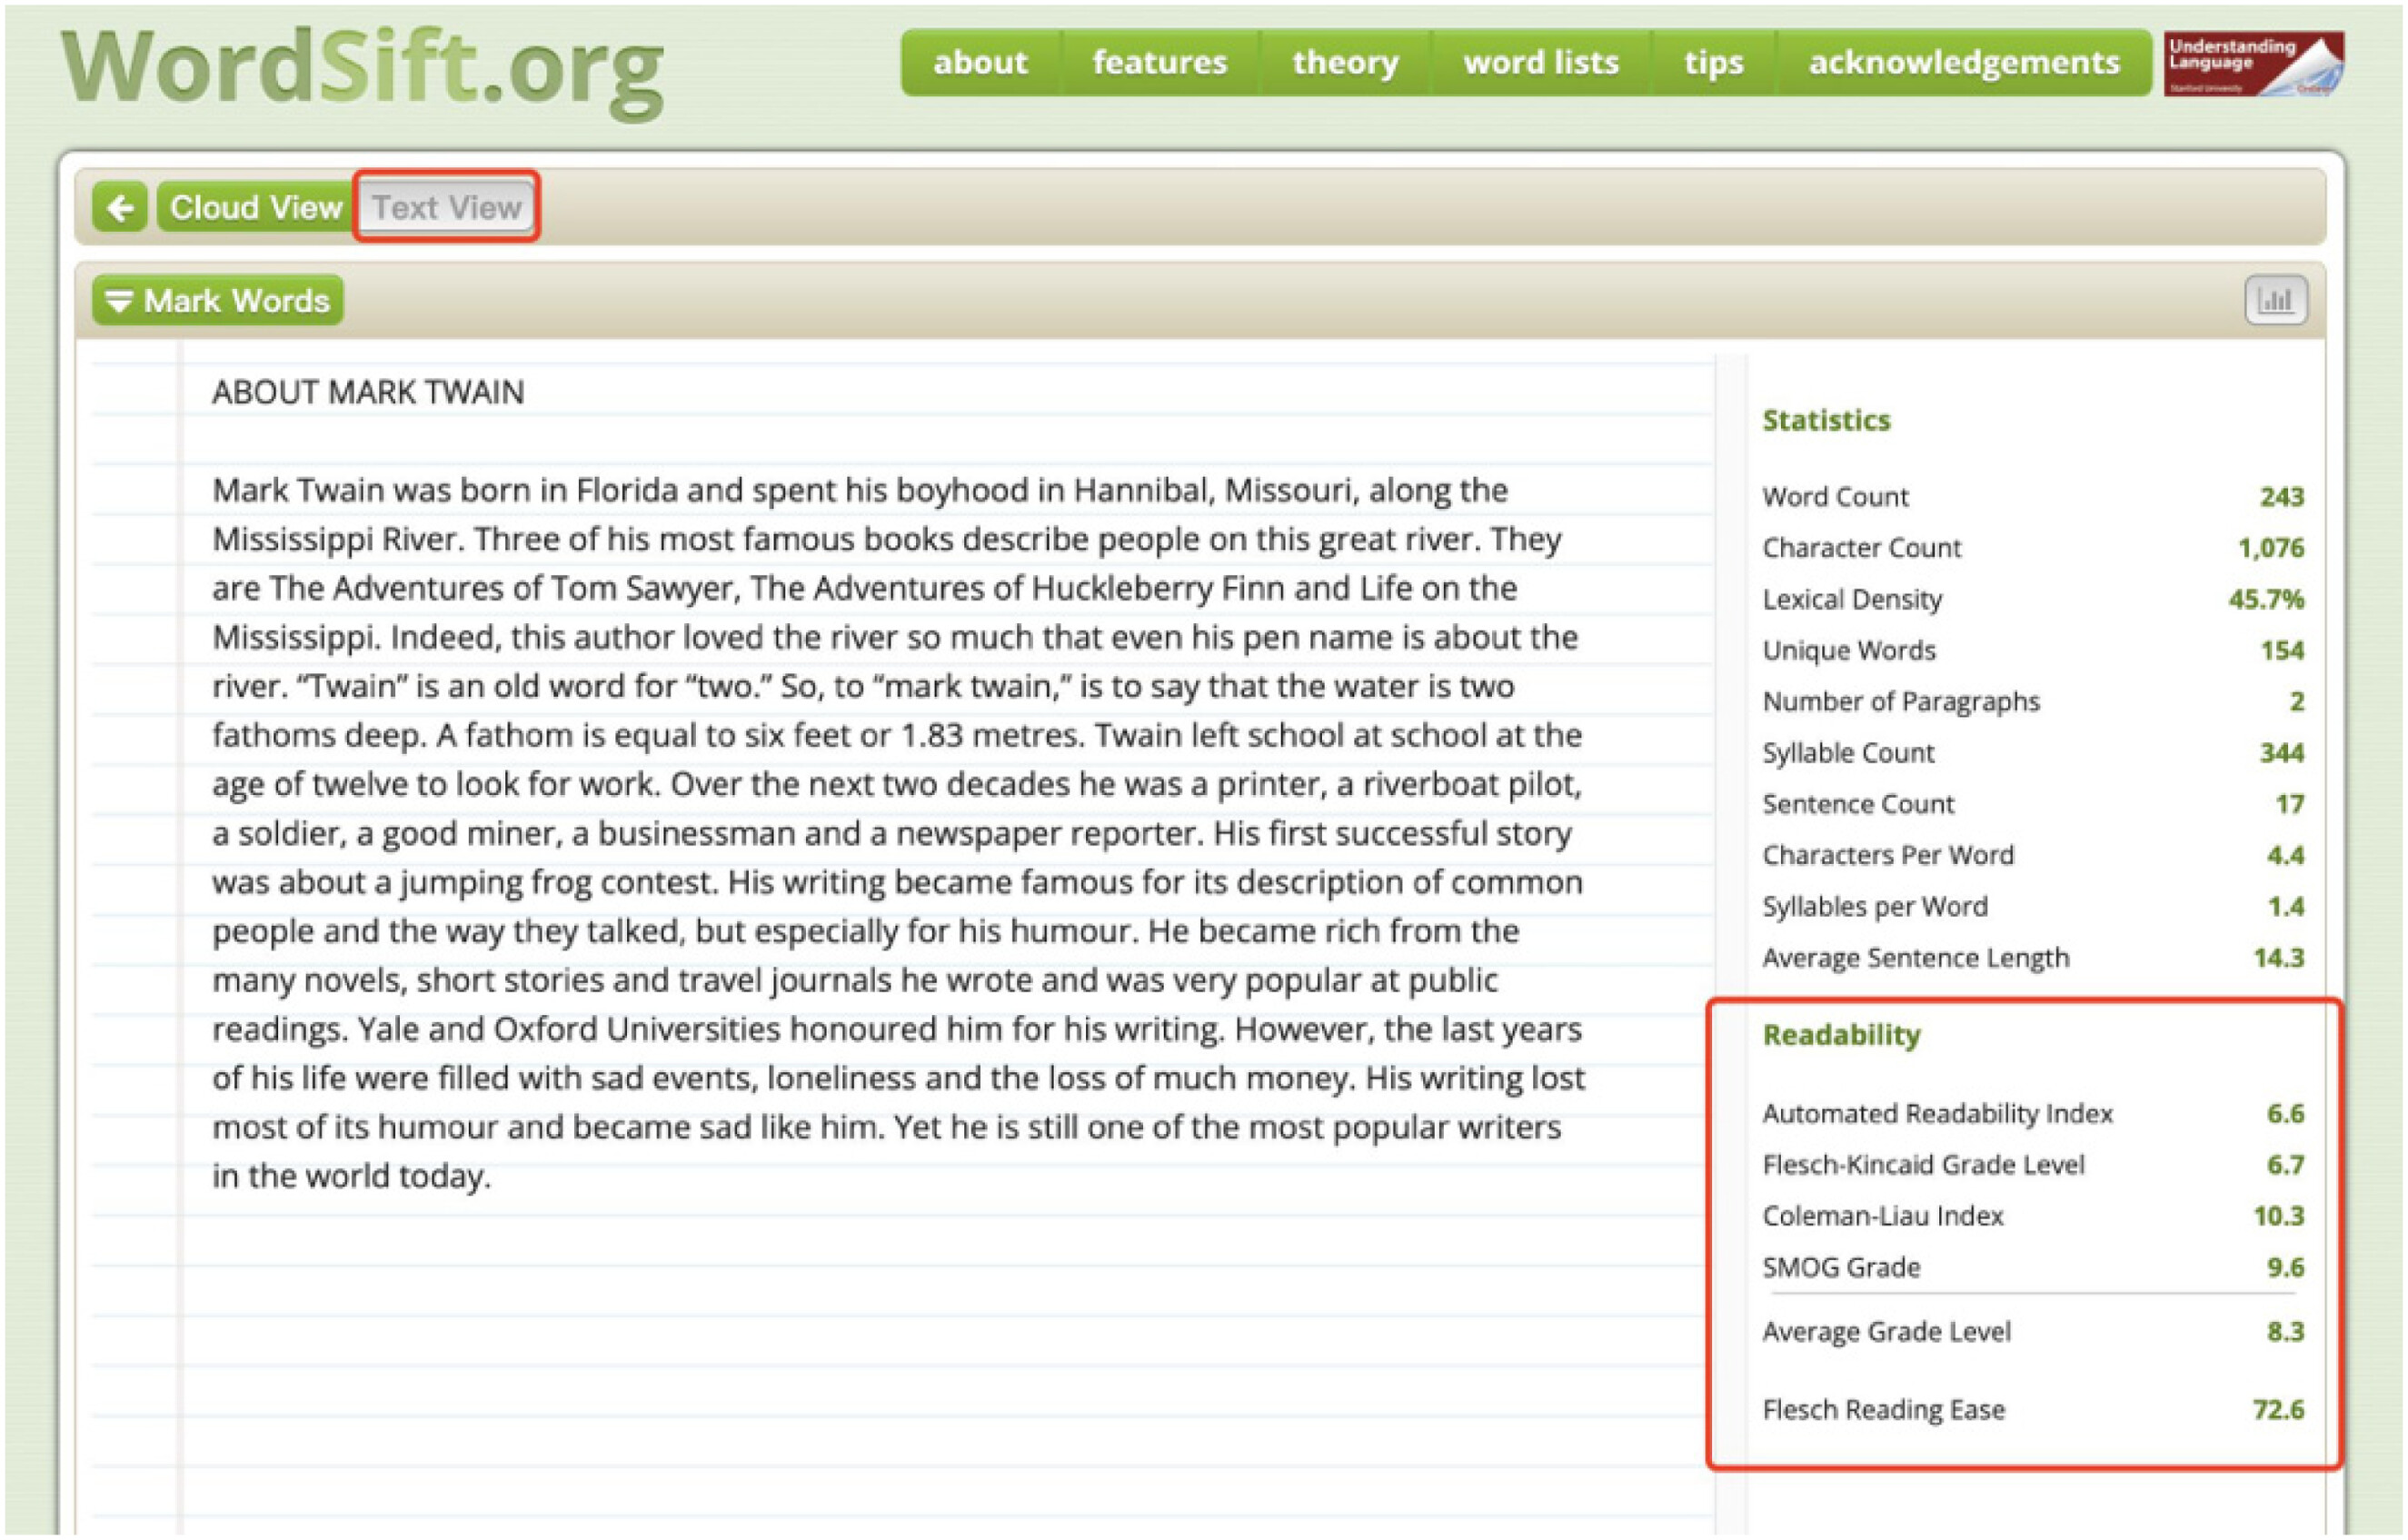 WordSift.org
about features theory word lists tips acknowledgements
Understanding
Language
Stanford University
Cloud View Text View
Mark Words
ABOUT MARK TWAIN
Mark Twain was born in Florida and spent his boyhood in Hannibal, Missouri, along the
Mississippi River. Three of his most famous books describe people on this great river. They
are The Adventures of Tom Sawyer, The Adventures of Huckleberry Finn and Life on the
Mississippi. Indeed, this author loved the river so much that even his pen name is about the
river. “Twain” is an old word for “two.” So, to “mark twain,” is to say that the water is two
fathoms deep. A fathom is equal to six feet or 1.83 metres. Twain left school at school at the
age of twelve to look for work. Over the next two decades he was a printer, a riverboat pilot,
a soldier, a good miner, a businessman and a newspaper reporter. His first successful story
was about a jumping frog contest. His writing became famous for its description of common
people and the way they talked, but especially for his humour. He became rich from the
many novels, short stories and travel journals he wrote and was very popular at public
readings. Yale and Oxford Universities honoured him for his writing. However, the last years
of his life were filled with sad events, loneliness and the loss of much money. His writing lost
most of its humour and became sad like him. Yet he is still one of the most popular writers
in the world today.
Statistics
Word Count 243
Character Count 1,076
Lexical Density 45.7%
Unique Words 154
Number of Paragraphs 2
Syllable Count 344
Sentence Count 17
Characters Per Word 4.4
Syllables per Word 1.4
Average Sentence Length 14.3
Readability
Automated Readability Index 6.6
Flesch-Kincaid Grade Level 6.7
Coleman-Liau Index 10.3
SMOG Grade 9.6
Average Grade Level 8.3
Flesch Reading Ease 72.6